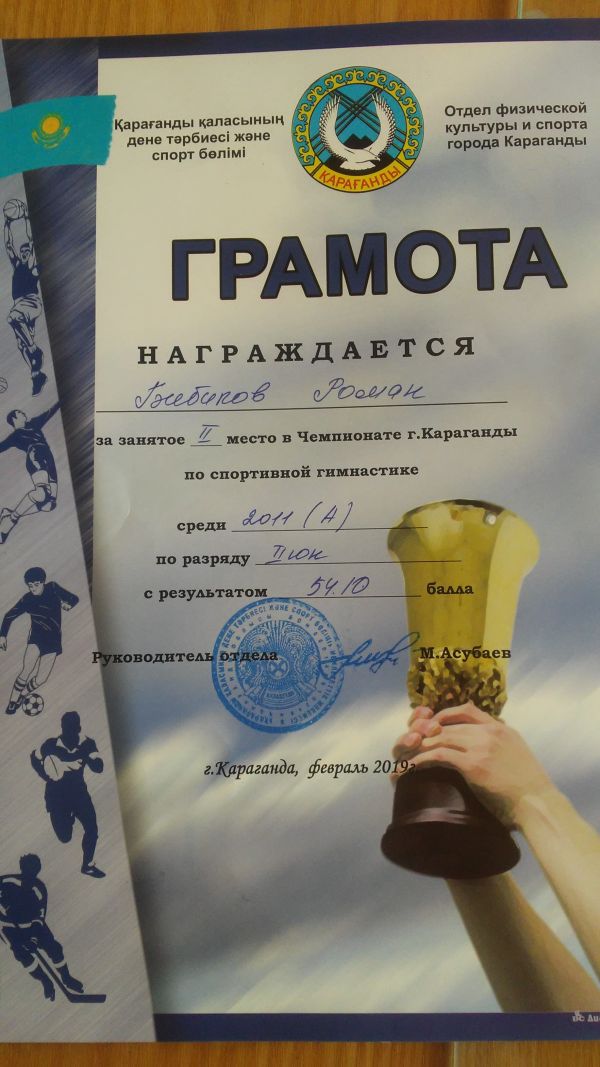 Қарағанды қаласының
дене тәрбиесі және
спорт бөлімі
ҚАРАҒАНДЫ
Отдел физической
культуры и спорта
города Караганды
ГРАМОТА
НАГРАЖДАЕТСЯ
Роман
за занятое II место в Чемпионате г.Караганды
по спортивной гимнастике
среди 2011 (А)
по разряду II юн
с результатом 54.10 балла
Руководитель отдела М.Асубаев
г.Караганда, февраль 2019г.